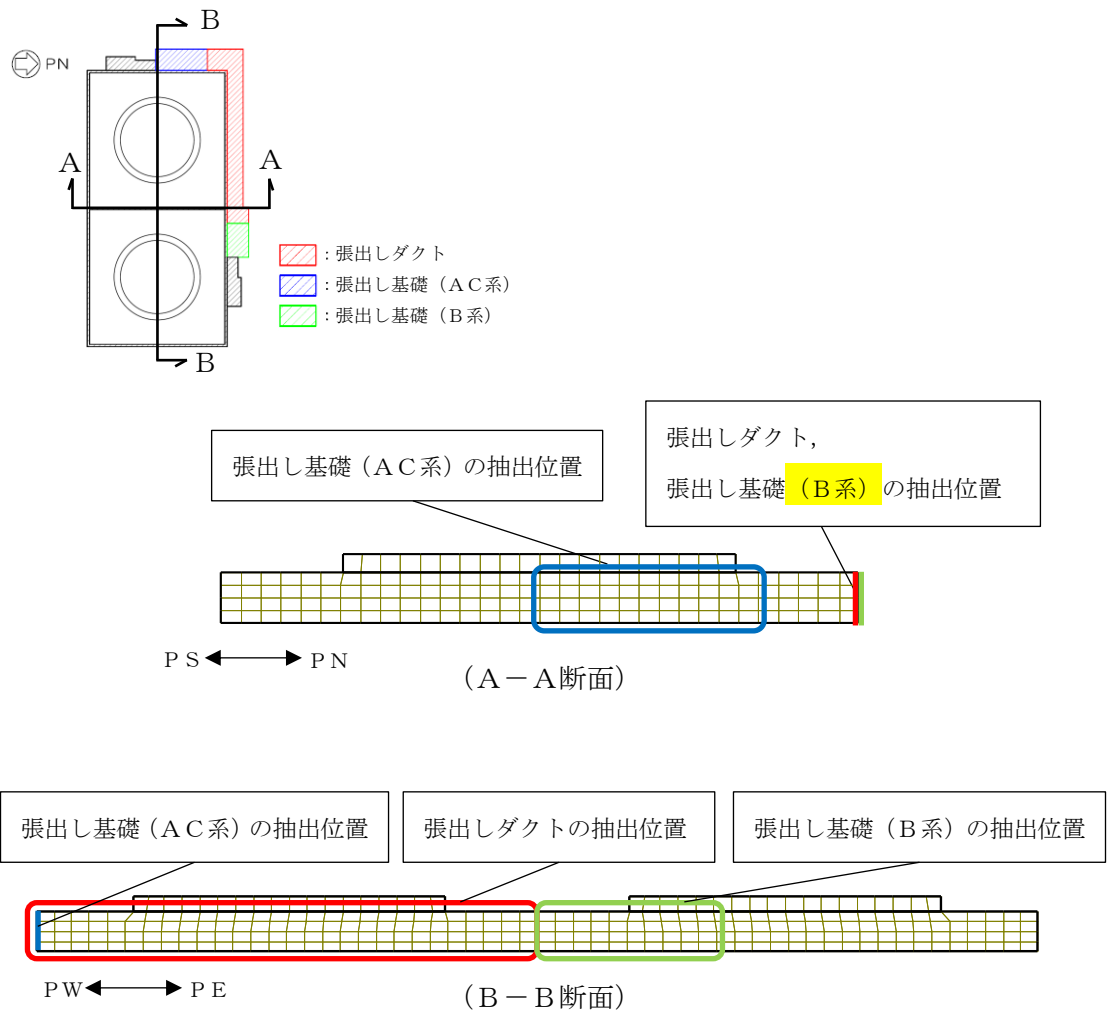 B
PN
A A
：張出しダクト
：張出し基礎（ＡＣ系）
：張出し基礎（Ｂ系）
B
張出し基礎（ＡＣ系）の抽出位置
張出しダクト，
張出し基礎（Ｂ系）の抽出位置
ＰＳ ＰＮ
（A－A断面）
張出し基礎（ＡＣ系）の抽出位置
張出しダクトの抽出位置
張出し基礎（Ｂ系）の抽出位置
ＰＷ ＰＥ
（B－B断面）